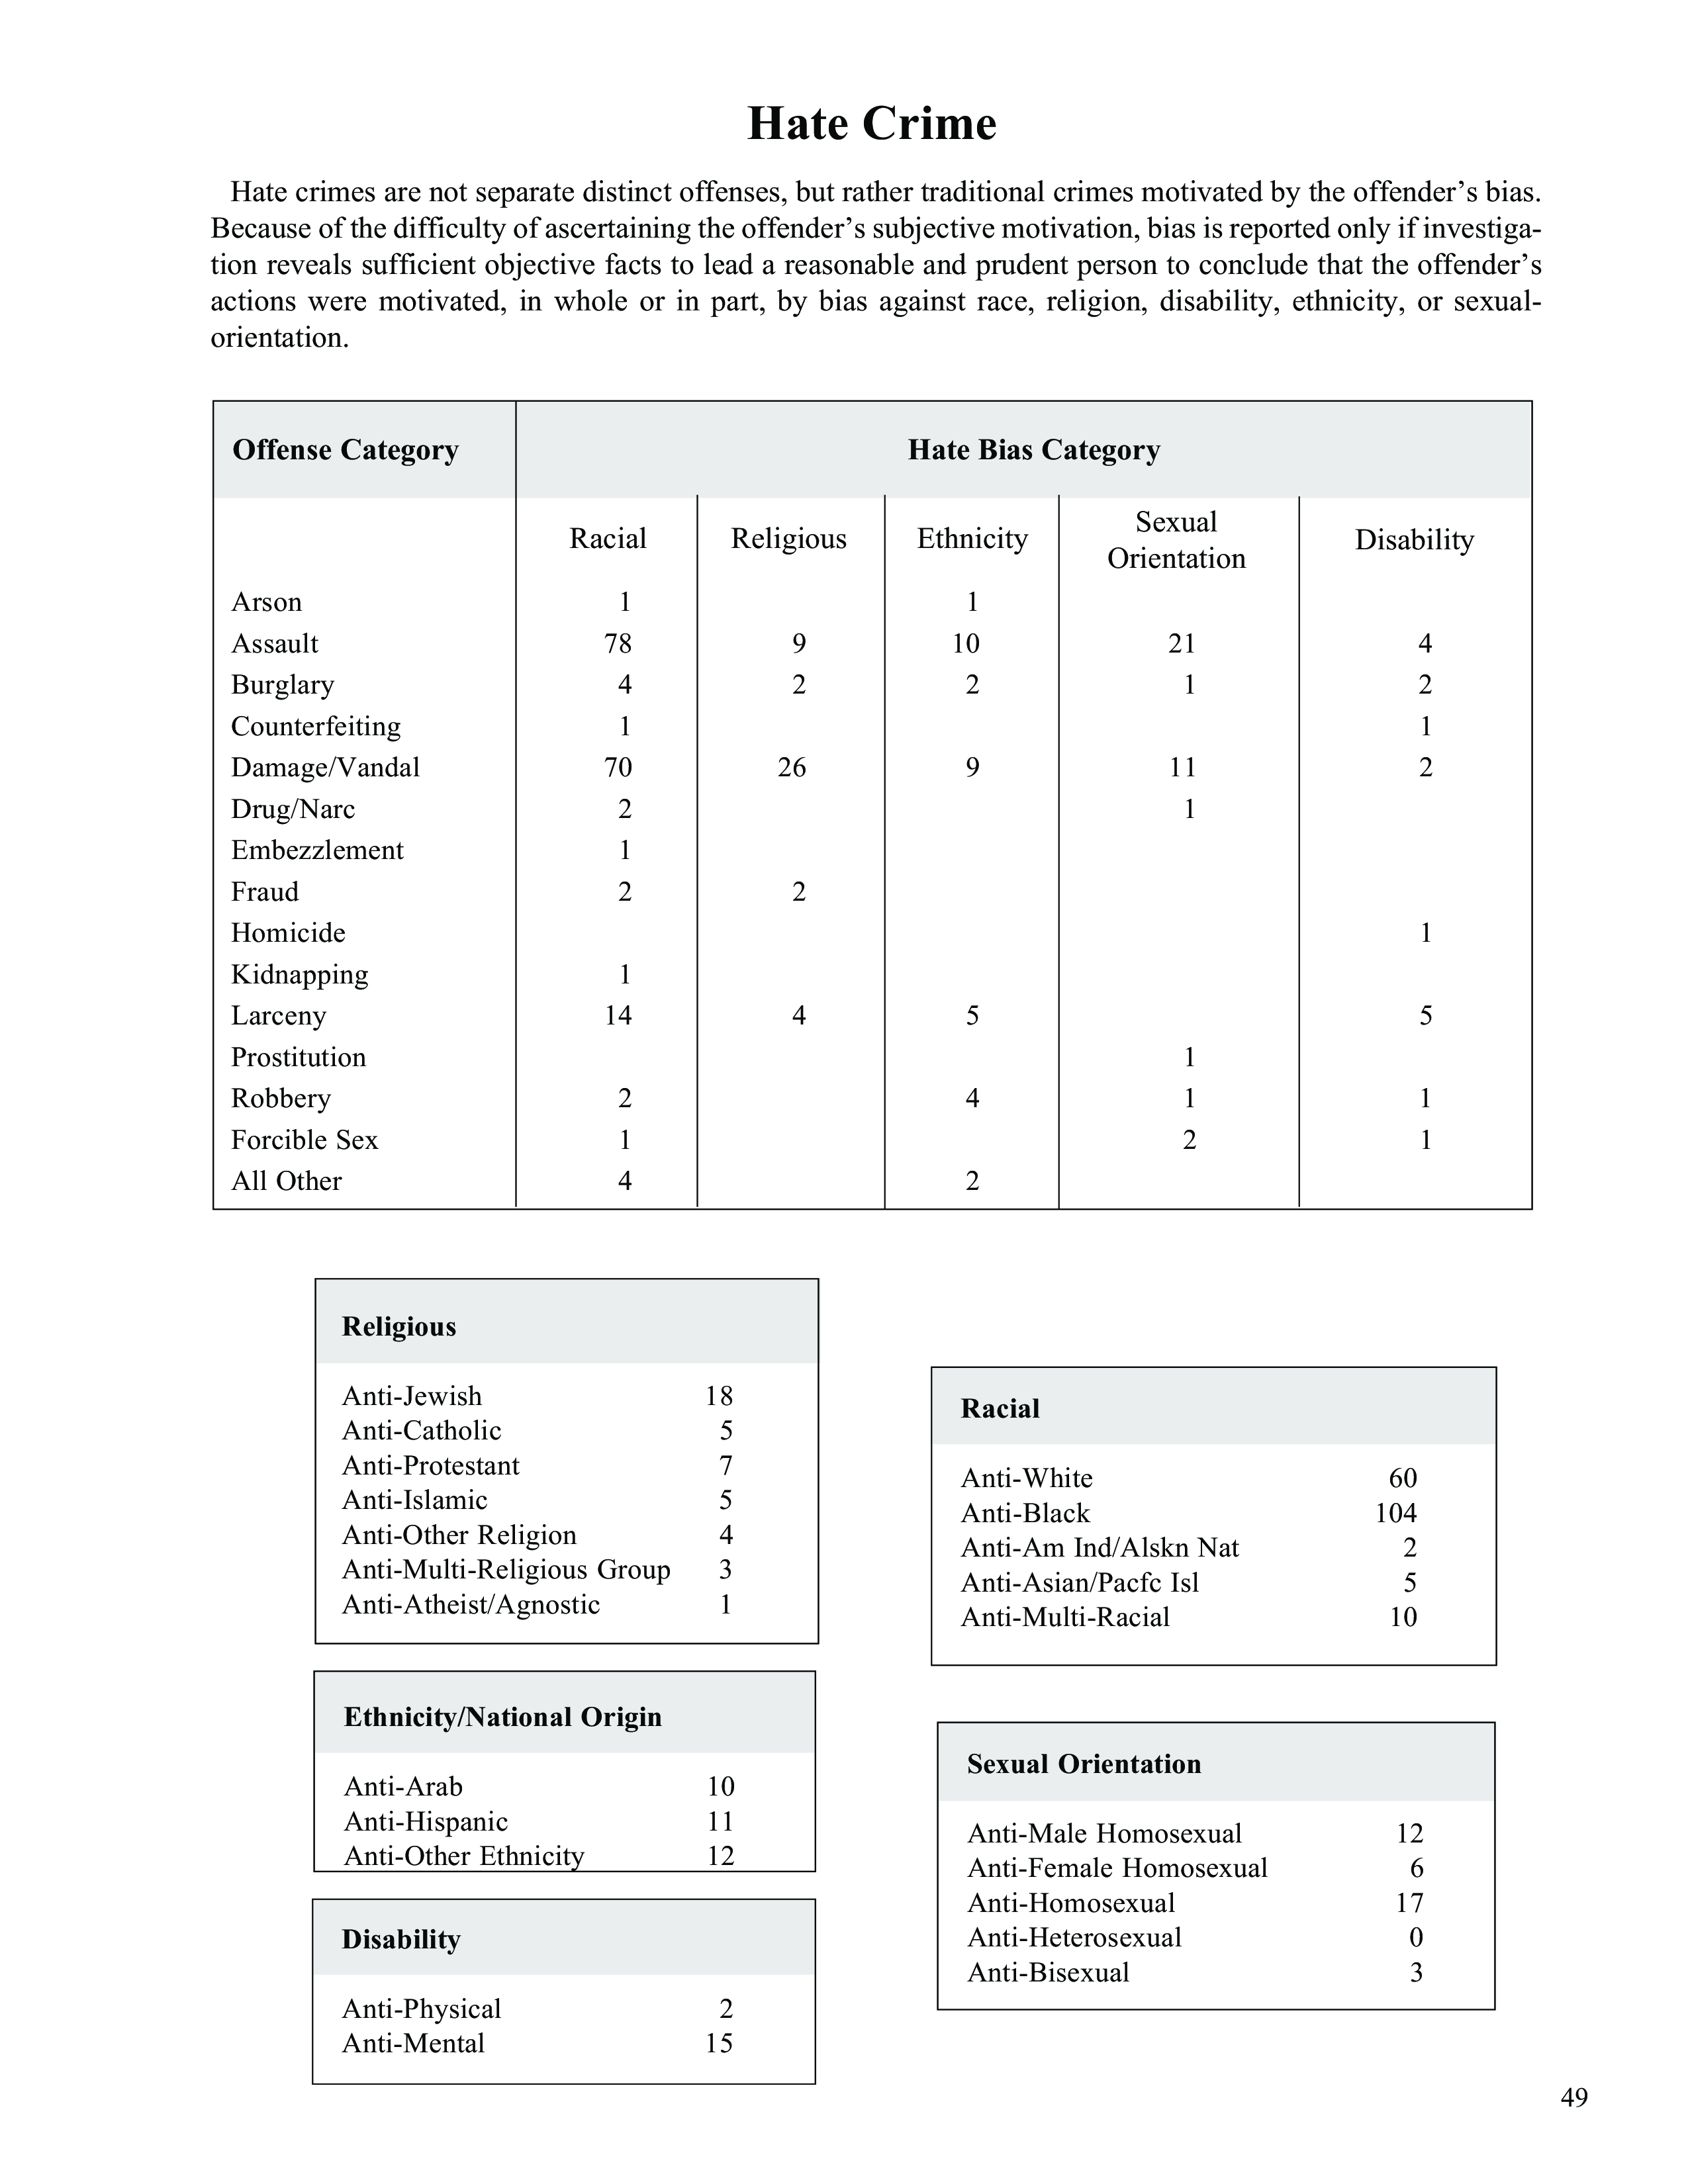 Hate Crime
Hate crimes are not separate distinct offenses, but rather traditional crimes motivated by the offender’s bias.
Because of the difficulty of ascertaining the offender’s subjective motivation, bias is reported only if investiga-
tion reveals sufficient objective facts to lead a reasonable and prudent person to conclude that the offender’s
actions were motivated, in whole or in part, by bias against race, religion, disability, ethnicity, or sexual-
orientation.
Offense Category Hate Bias Category
Racial Religious Ethnicity Sexual Orientation Disability
Arson 1 1
Assault 78 9 10 21 4
Burglary 4 2 2 1 2
Counterfeiting 1 1
Damage/Vandal 70 26 9 11 2
Drug/Narc 2 1
Embezzlement 1
Fraud 2 2
Homicide 1
Kidnapping 1
Larceny 14 4 5 5
Prostitution 1
Robbery 2 4 1 1
Forcible Sex 1 2 1
All Other 4 2
Religious
Anti-Jewish 18
Anti-Catholic 5
Anti-Protestant 7
Anti-Islamic 5
Anti-Other Religion 4
Anti-Multi-Religious Group 3
Anti-Atheist/Agnostic 1
Racial
Anti-White 60
Anti-Black 104
Anti-Am Ind/Alskn Nat 2
Anti-Asian/Pacfc Isl 5
Anti-Multi-Racial 10
Ethnicity/National Origin
Anti-Arab 10
Anti-Hispanic 11
Anti-Other Ethnicity 12
Sexual Orientation
Anti-Male Homosexual 12
Anti-Female Homosexual 6
Anti-Homosexual 17
Anti-Heterosexual 0
Anti-Bisexual 3
Disability
Anti-Physical 2
Anti-Mental 15
49